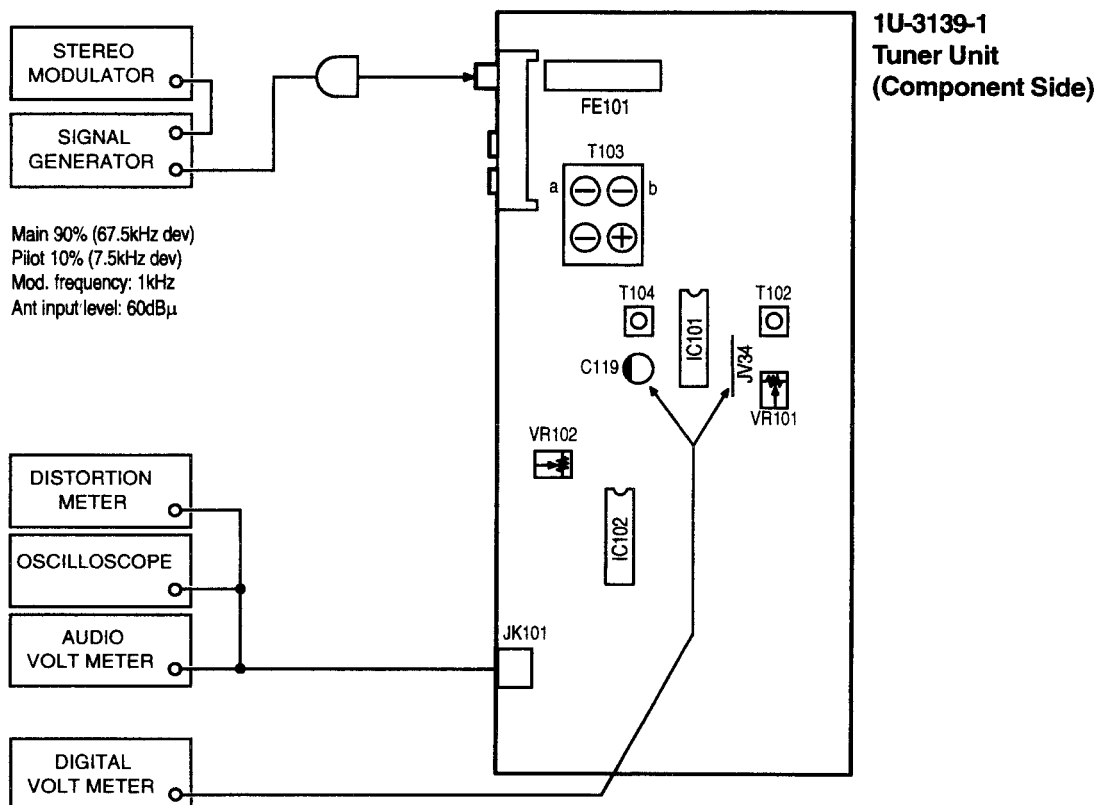 1U-3139-1
Tuner Unit
(Component Side)
STEREO
MODULATOR
SIGNAL
GENERATOR
Main 90% (67.5kHz dev)
Pilot 10% (7.5kHz dev)
Mod. frequency: 1kHz
Ant input level: 60dBμ
FE101
T103
a
b
T104
IC101
T102
C119
JV34
VR101
VR102
IC102
DISTORTION
METER
OSCILLOSCOPE
AUDIO
VOLT METER
JK101
DIGITAL
VOLT METER